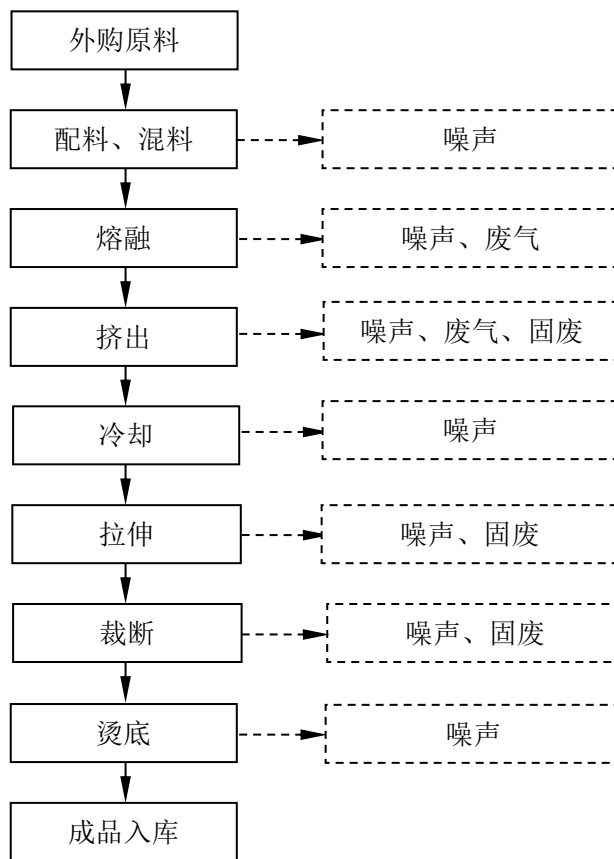 外购原料
配料、混料
噪声
熔融
噪声、废气
挤出
噪声、废气、固废
冷却
噪声
拉伸
噪声、固废
裁断
噪声、固废
烫底
噪声
成品入库